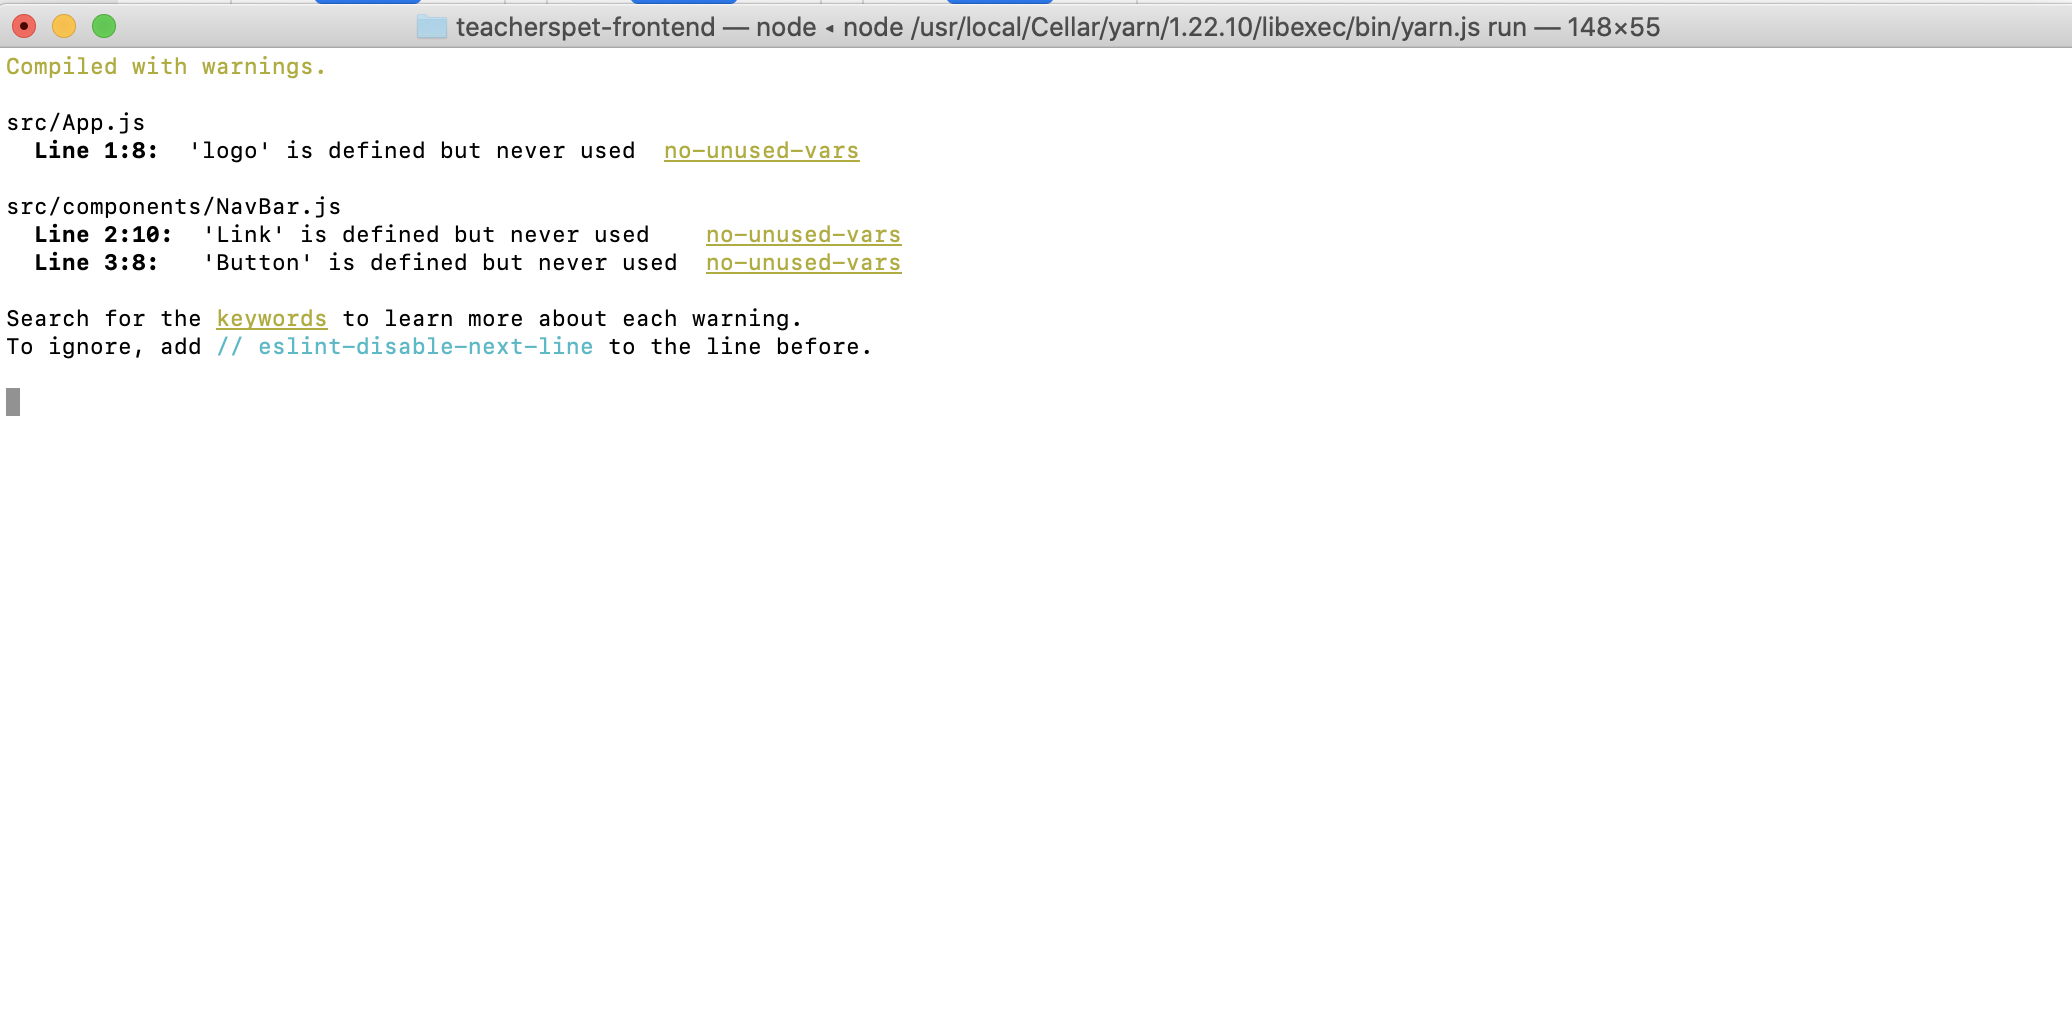 teacherspet-frontend — node ◂ node /usr/local/Cellar/yarn/1.22.10/libexec/bin/yarn.js run — 148×55
Compiled with warnings.
src/App.js
Line 1:8:  'logo' is defined but never used  no-unused-vars
src/components/NavBar.js
Line 2:10:  'Link' is defined but never used    no-unused-vars
Line 3:8:   'Button' is defined but never used  no-unused-vars
Search for the keywords to learn more about each warning.
To ignore, add // eslint-disable-next-line to the line before.